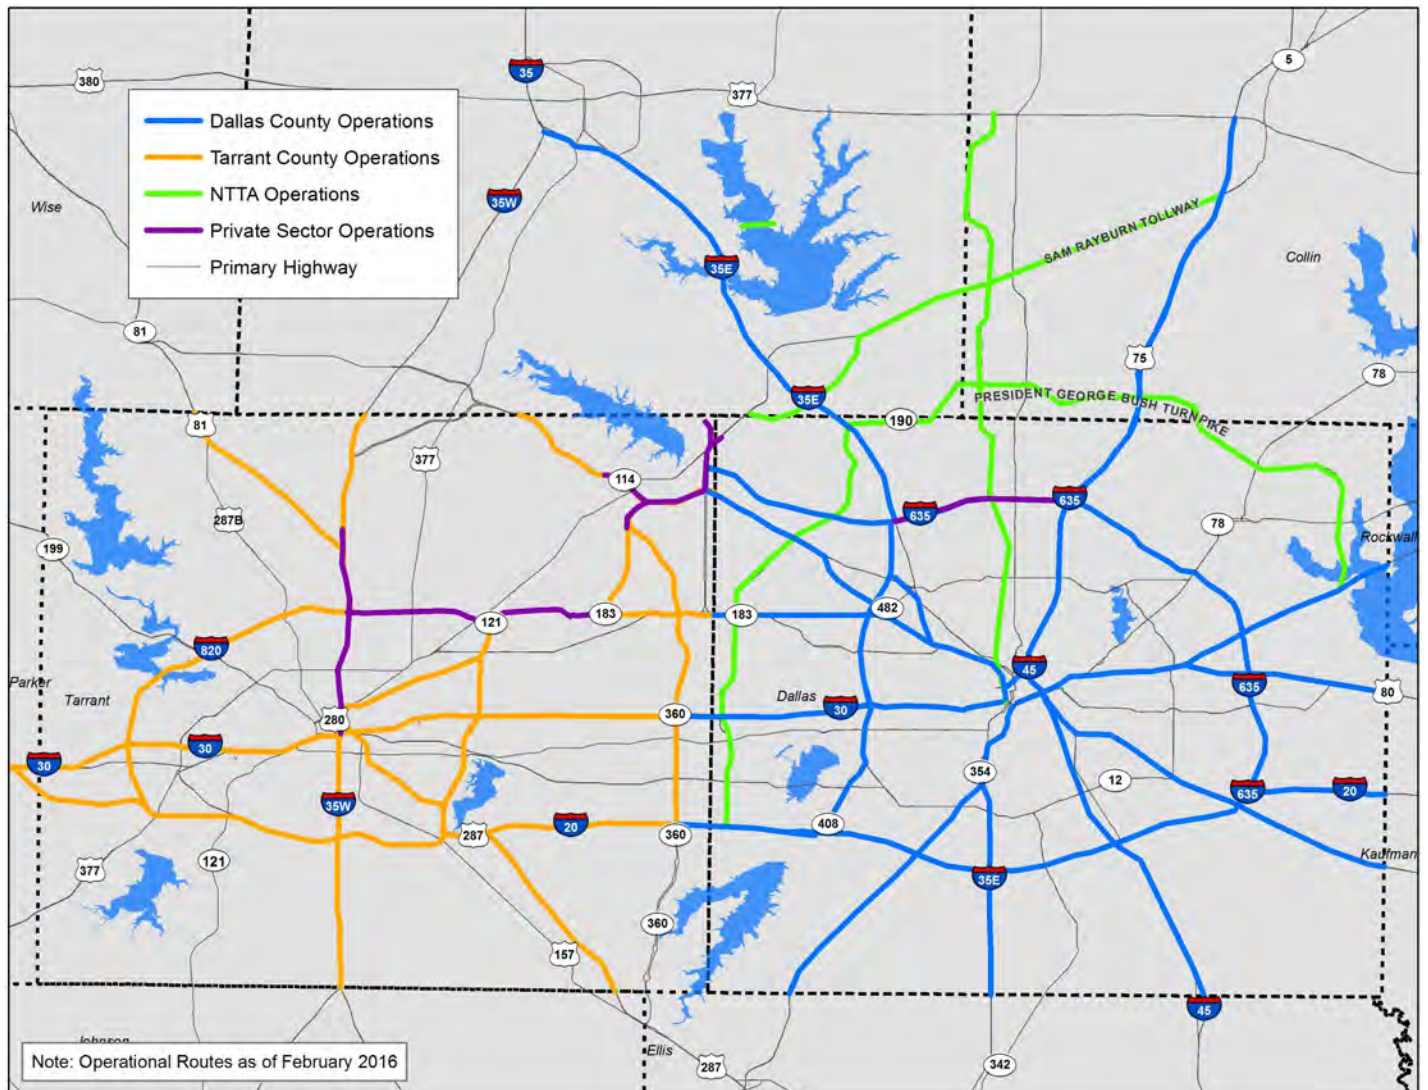 5
35
380
377
Dallas County Operations
Tarrant County Operations
NTTA Operations
Private Sector Operations
Primary Highway
35W
Wise
SAM RAYBURN TOLLWAY
35E
Collin
81
75
78
35E
PRESIDENT GEORGE BUSH TURNPIKE
81
190
377
114
635
635
287B
78
199
Rockwall
482
183
183
121
820
45
Parker
Tarrant
Dallas
635
80
30
360
280
30
30
35W
354
12
635
20
408
20
287
360
121
377
35E
Kaufman
360
157
45
Johnson
Note: Operational Routes as of February 2016
Ellis
287
342